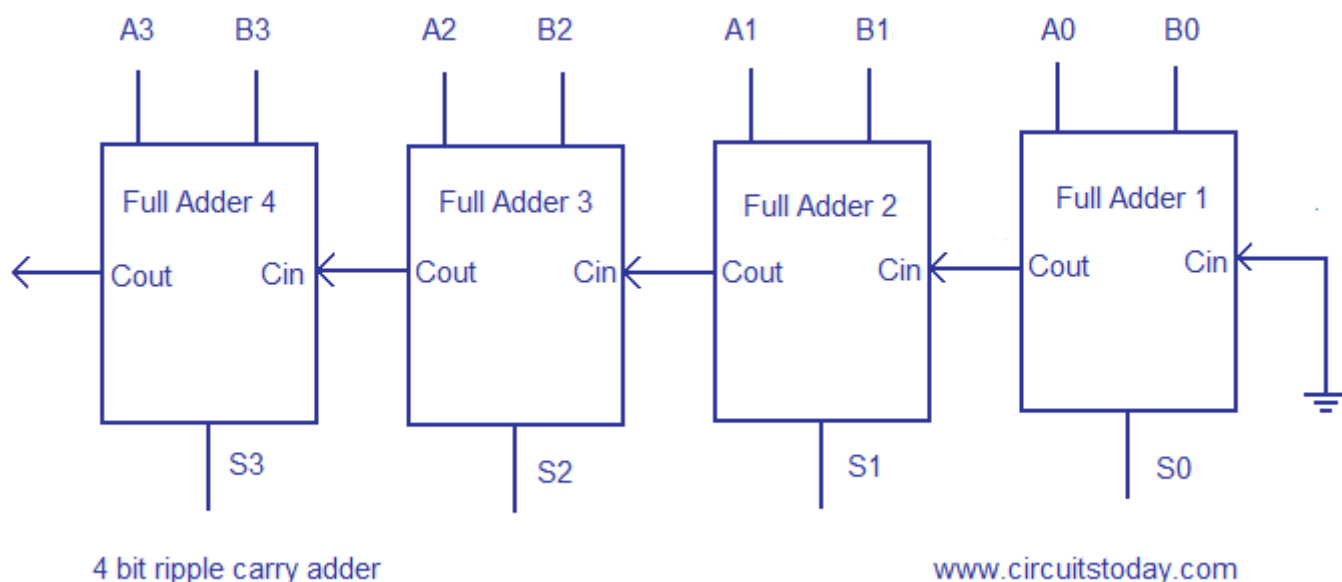 A3 B3 A2 B2 A1 B1 A0 B0
Full Adder 4 Full Adder 3 Full Adder 2 Full Adder 1
Cout Cin Cout Cin Cout Cin Cout Cin
S3 S2 S1 S0
4 bit ripple carry adder www.circuitstoday.com